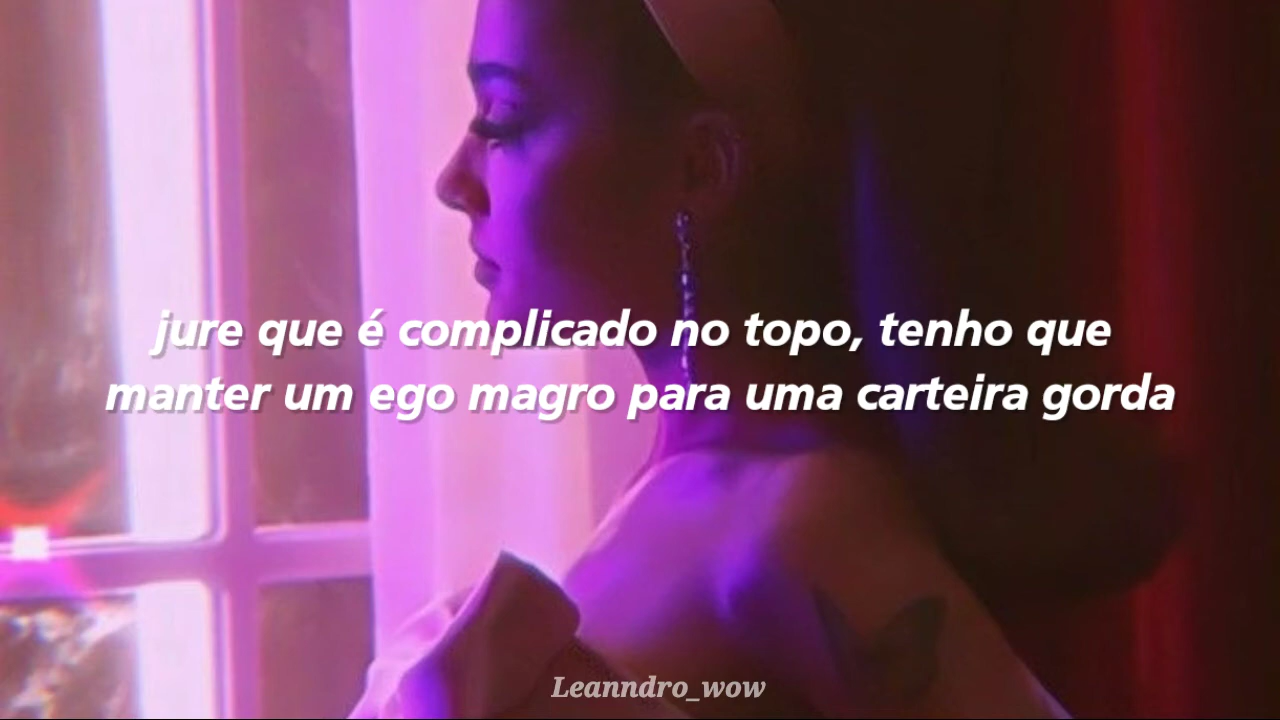 jure que é complicado no topo, tenho que
manter um ego magro para uma carteira gorda
Leanndro_wow